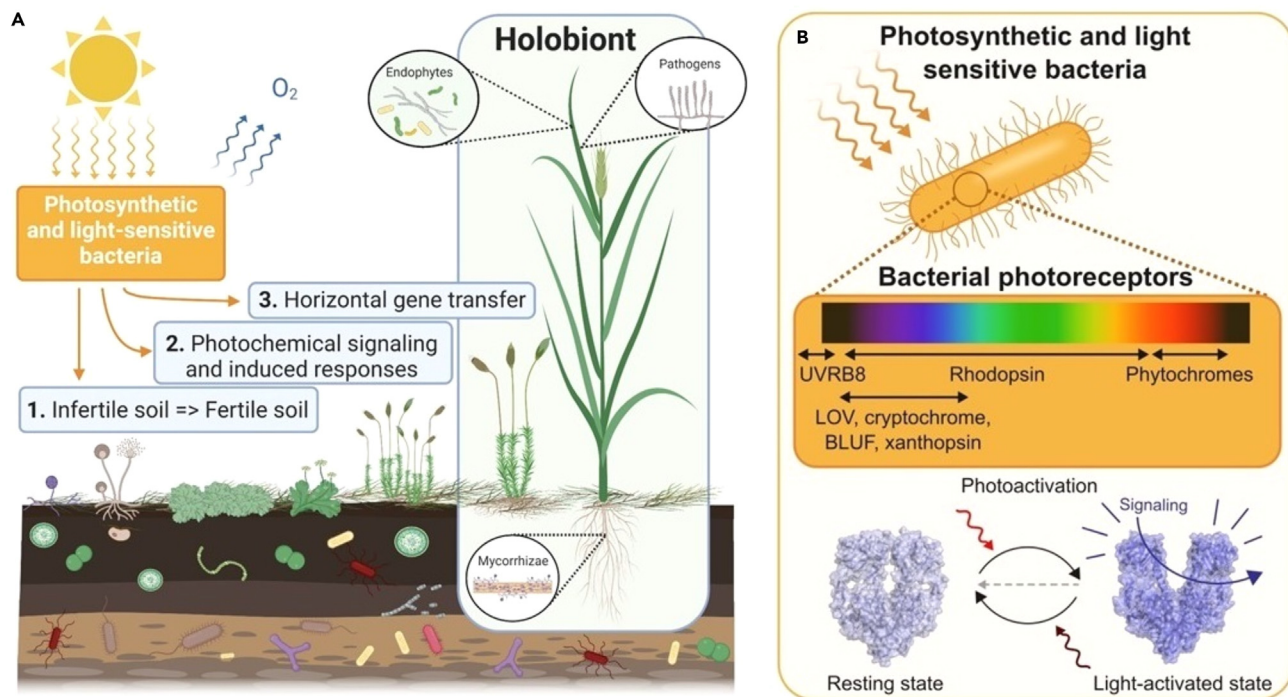 A
O₂
Photosynthetic
and light-sensitive
bacteria
3. Horizontal gene transfer
2. Photochemical signaling
and induced responses
1. Infertile soil => Fertile soil
Holobiont
Endophytes
Pathogens
Mycorrhizae
B
Photosynthetic and light
sensitive bacteria
Bacterial photoreceptors
UVRB8
Rhodopsin
Phytochromes
LOV, cryptochrome,
BLUF, xanthopsin
Photoactivation
Signaling
Resting state
Light-activated state